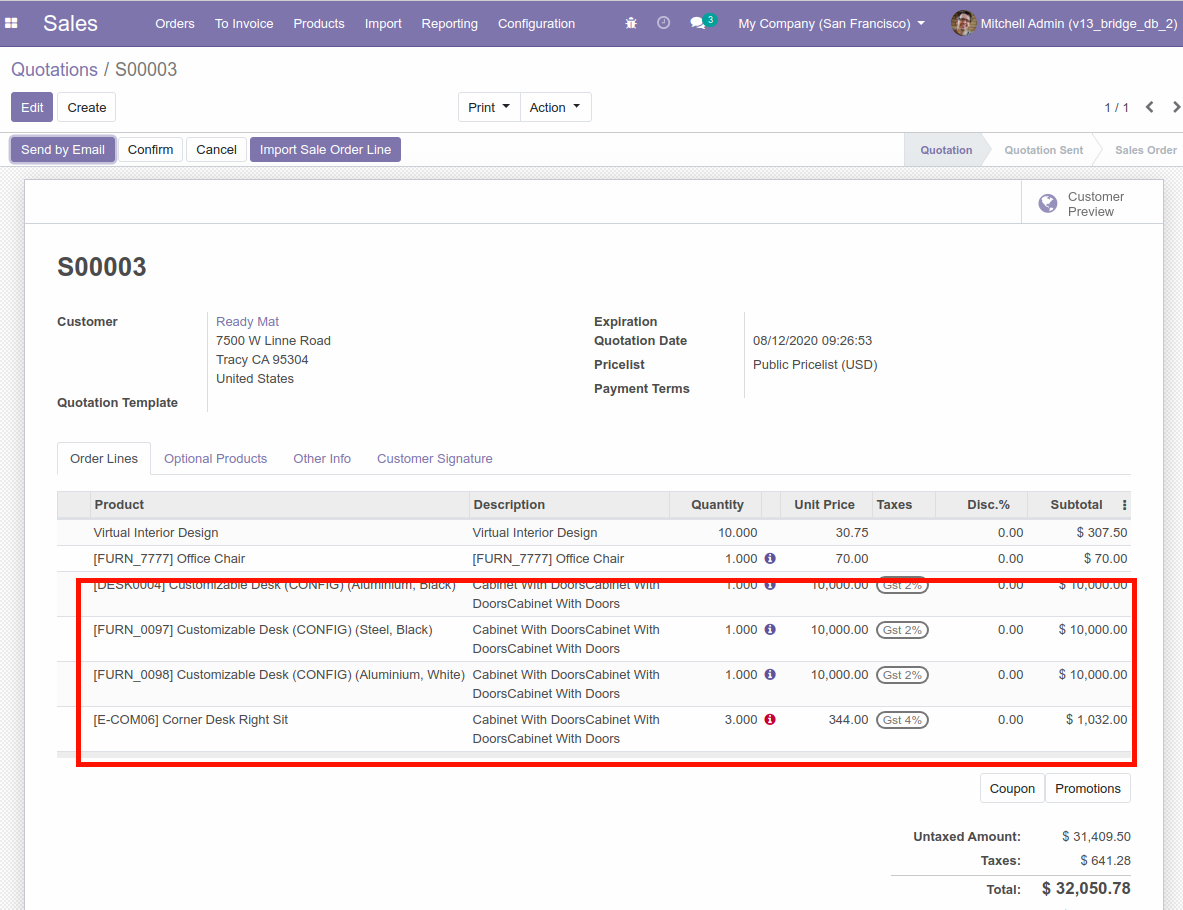 Sales Orders To Invoice Products Import Reporting Configuration 3 My Company (San Francisco) Mitchell Admin (v13_bridge_db_2)
Quotations / S00003
Edit Create Print Action 1 / 1
Send by Email Confirm Cancel Import Sale Order Line Quotation Quotation Sent Sales Order
Customer
Preview
S00003
Customer Ready Mat Expiration
7500 W Linne Road Quotation Date 08/12/2020 09:26:53
Tracy CA 95304 Pricelist Public Pricelist (USD)
United States Payment Terms
Quotation Template
Order Lines Optional Products Other Info Customer Signature
Product Description Quantity Unit Price Taxes Disc.% Subtotal
Virtual Interior Design Virtual Interior Design 10.000 30.75 0.00 $ 307.50
[FURN_7777] Office Chair [FURN_7777] Office Chair 1.000 70.00 0.00 $ 70.00
[DESK0004] Customizable Desk (CONFIG) (Aluminium, Black) Cabinet With DoorsCabinet With 1.000 10,000.00 Gst 2% 0.00 $ 10,000.00
DoorsCabinet With Doors
[FURN_0097] Customizable Desk (CONFIG) (Steel, Black) Cabinet With DoorsCabinet With 1.000 10,000.00 Gst 2% 0.00 $ 10,000.00
DoorsCabinet With Doors
[FURN_0098] Customizable Desk (CONFIG) (Aluminium, White) Cabinet With DoorsCabinet With 1.000 10,000.00 Gst 2% 0.00 $ 10,000.00
DoorsCabinet With Doors
[E-COM06] Corner Desk Right Sit Cabinet With DoorsCabinet With 3.000 344.00 Gst 4% 0.00 $ 1,032.00
DoorsCabinet With Doors
Coupon Promotions
Untaxed Amount: $ 31,409.50
Taxes: $ 641.28
Total: $ 32,050.78